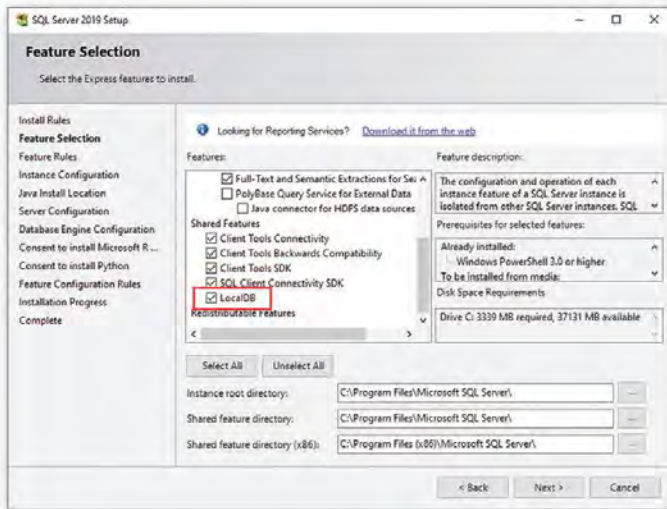 SQL Server 2019 Setup
Feature Selection
Select the Express features to install.
Install Rules
Feature Selection
Feature Rules
Instance Configuration
Java Install Location
Server Configuration
Database Engine Configuration
Consent to install Microsoft R ...
Consent to install Python
Feature Configuration Rules
Installation Progress
Complete
Looking for Reporting Services? Download it from the web
Features:
Full-Text and Semantic Extractions for Sea
PolyBase Query Service for External Data
Java connector for HDFS data sources
Shared Features
Client Tools Connectivity
Client Tools Backwards Compatibility
Client Tools SDK
SQL Client Connectivity SDK
LocalDB
Redistributable Features
Feature description:
The configuration and operation of each
instance feature of a SQL Server instance is
isolated from other SQL Server instances. SQL
Prerequisites for selected features:
Already installed:
Windows PowerShell 3.0 or higher
To be installed from media:
Disk Space Requirements
Drive C: 3339 MB required, 37131 MB available
Select All
Unselect All
Instance root directory: C:\Program Files\Microsoft SQL Server\
...
Shared feature directory: C:\Program Files\Microsoft SQL Server\
...
Shared feature directory (x86): C:\Program Files (x86)\Microsoft SQL Server\
...
< Back
Next >
Cancel